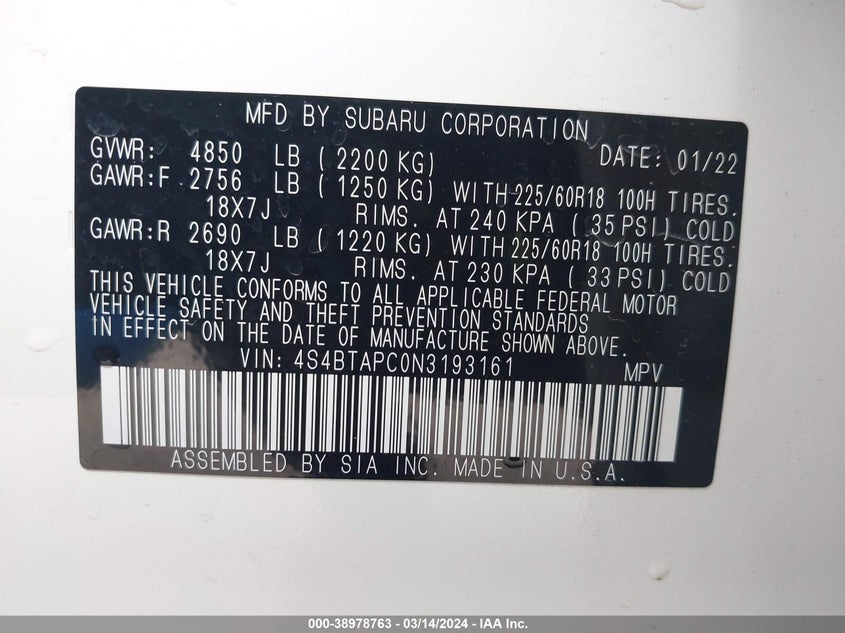 MFD BY SUBARU CORPORATION
GVWR: 4850 LB ( 2200 KG) DATE: 01/22
GAWR:F 2756 LB ( 1250 KG) WITH 225/60R18 100H TIRES.
18X7J RIMS. AT 240 KPA ( 35 PSI) COLD
GAWR:R 2690 LB ( 1220 KG) WITH 225/60R18 100H TIRES.
18X7J RIMS. AT 230 KPA ( 33 PSI) COLD
THIS VEHICLE CONFORMS TO ALL APPLICABLE FEDERAL MOTOR
VEHICLE SAFETY AND THEFT PREVENTION STANDARDS
IN EFFECT ON THE DATE OF MANUFACTURE SHOWN ABOVE.
VIN: 4S4BTAPC0N3193161 MPV
ASSEMBLED BY SIA INC. MADE IN U.S.A.
000-38978763 - 03/14/2024 - IAA Inc.